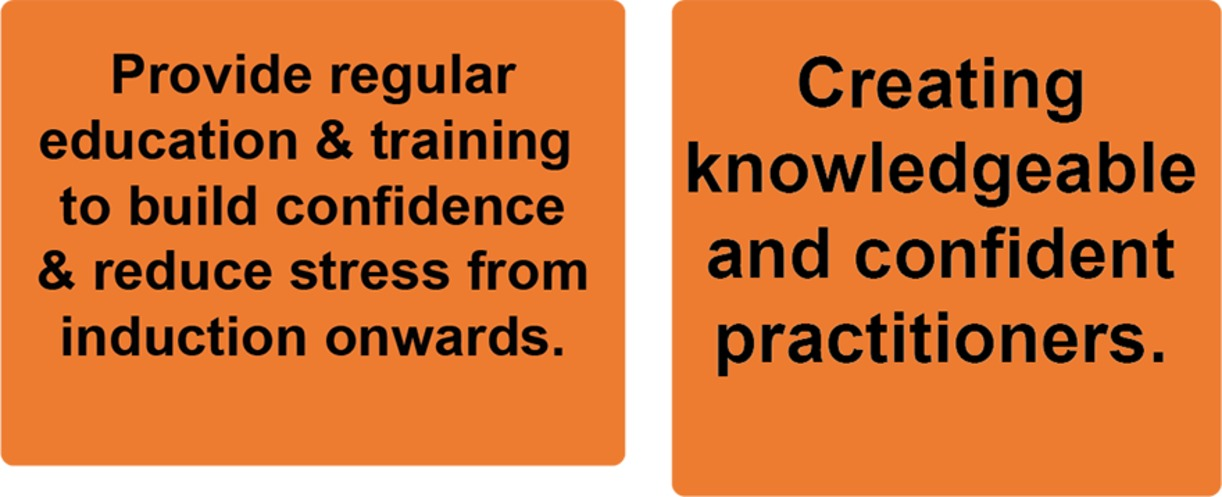 Provide regular
education & training
to build confidence
& reduce stress from
induction onwards.
Creating
knowledgeable
and confident
practitioners.